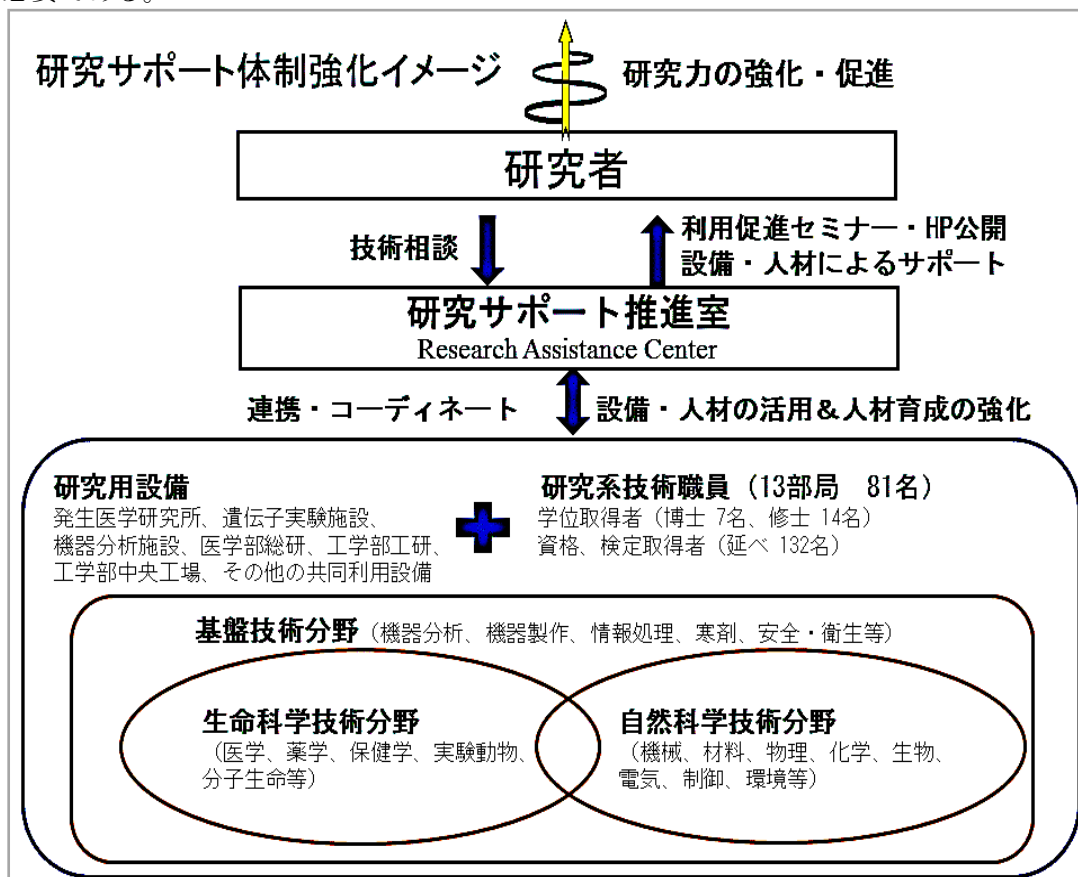 研究サポート体制強化イメージ
研究力の強化・促進
研究者
技術相談
利用促進セミナー・HP公開
設備・人材によるサポート
研究サポート推進室
Research Assistance Center
連携・コーディネート
設備・人材の活用＆人材育成の強化
研究用設備
発生医学研究所、遺伝子実験施設、
機器分析施設、医学部総研、工学部工研、
工学部中央工場、その他の共同利用設備
研究系技術職員（13部局　81名）
学位取得者（博士 7名、修士 14名）
資格、検定取得者（延べ 132名）
基盤技術分野（機器分析、機器製作、情報処理、寒剤、安全・衛生等）
生命科学技術分野
（医学、薬学、保健学、実験動物、
分子生命等）
自然科学技術分野
（機械、材料、物理、化学、生物、
電気、制御、環境等）